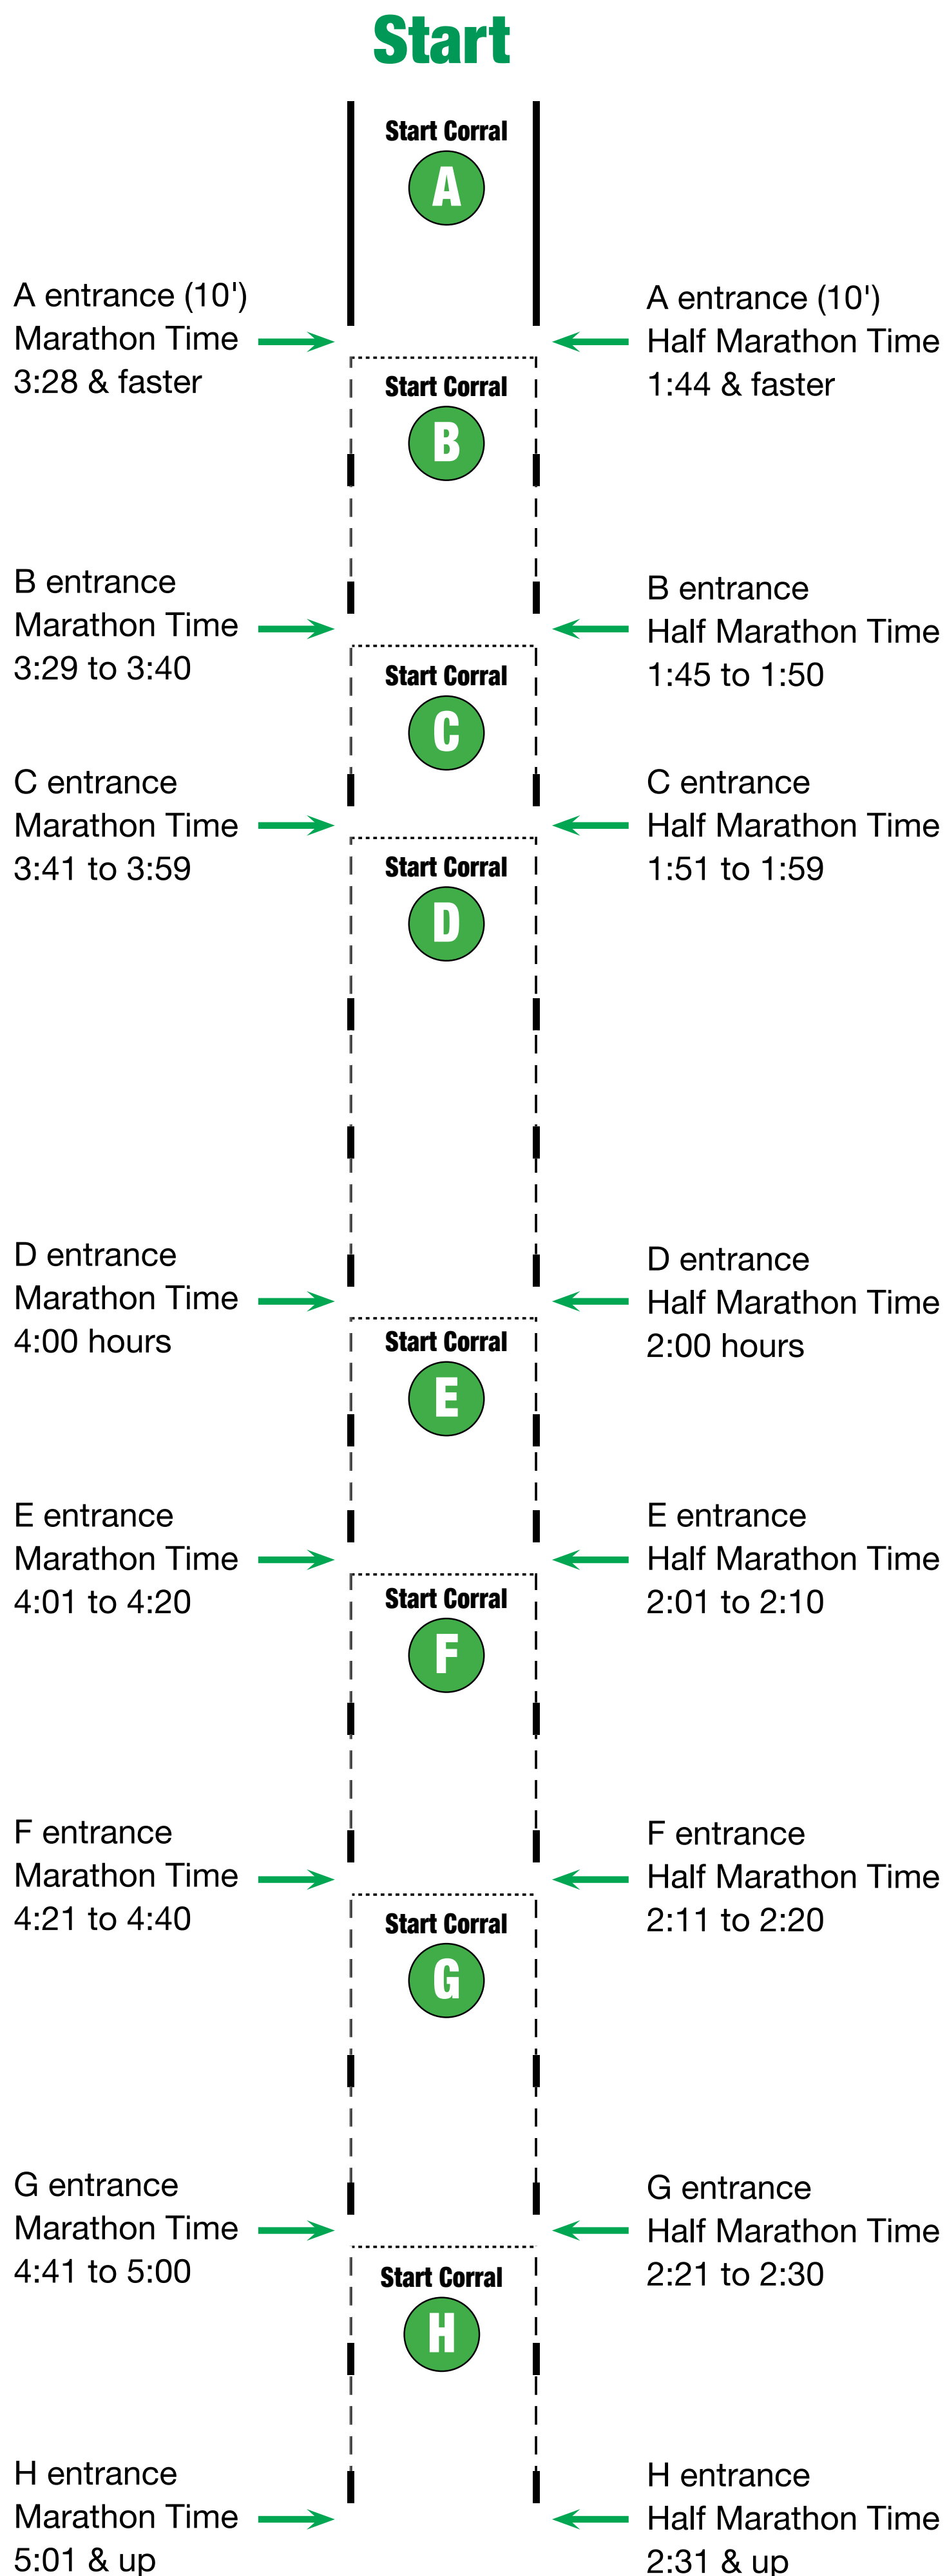 Start
Start Corral
A
A entrance (10')
Marathon Time
3:28 & faster
A entrance (10')
Half Marathon Time
1:44 & faster
Start Corral
B
B entrance
Marathon Time
3:29 to 3:40
B entrance
Half Marathon Time
1:45 to 1:50
Start Corral
C
C entrance
Marathon Time
3:41 to 3:59
C entrance
Half Marathon Time
1:51 to 1:59
Start Corral
D
D entrance
Marathon Time
4:00 hours
D entrance
Half Marathon Time
2:00 hours
Start Corral
E
E entrance
Marathon Time
4:01 to 4:20
E entrance
Half Marathon Time
2:01 to 2:10
Start Corral
F
F entrance
Marathon Time
4:21 to 4:40
F entrance
Half Marathon Time
2:11 to 2:20
Start Corral
G
G entrance
Marathon Time
4:41 to 5:00
G entrance
Half Marathon Time
2:21 to 2:30
Start Corral
H
H entrance
Marathon Time
5:01 & up
H entrance
Half Marathon Time
2:31 & up